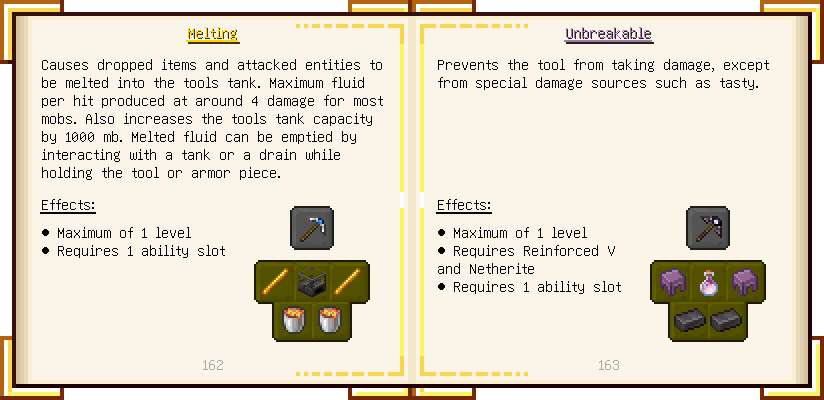 Melting
Causes dropped items and attacked entities to
be melted into the tools tank. Maximum fluid
per hit produced at around 4 damage for most
mobs. Also increases the tools tank capacity
by 1000 mb. Melted fluid can be emptied by
interacting with a tank or a drain while
holding the tool or armor piece.
Effects:
● Maximum of 1 level
● Requires 1 ability slot
162
Unbreakable
Prevents the tool from taking damage, except
from special damage sources such as tasty.
Effects:
● Maximum of 1 level
● Requires Reinforced V
and Netherite
● Requires 1 ability slot
163